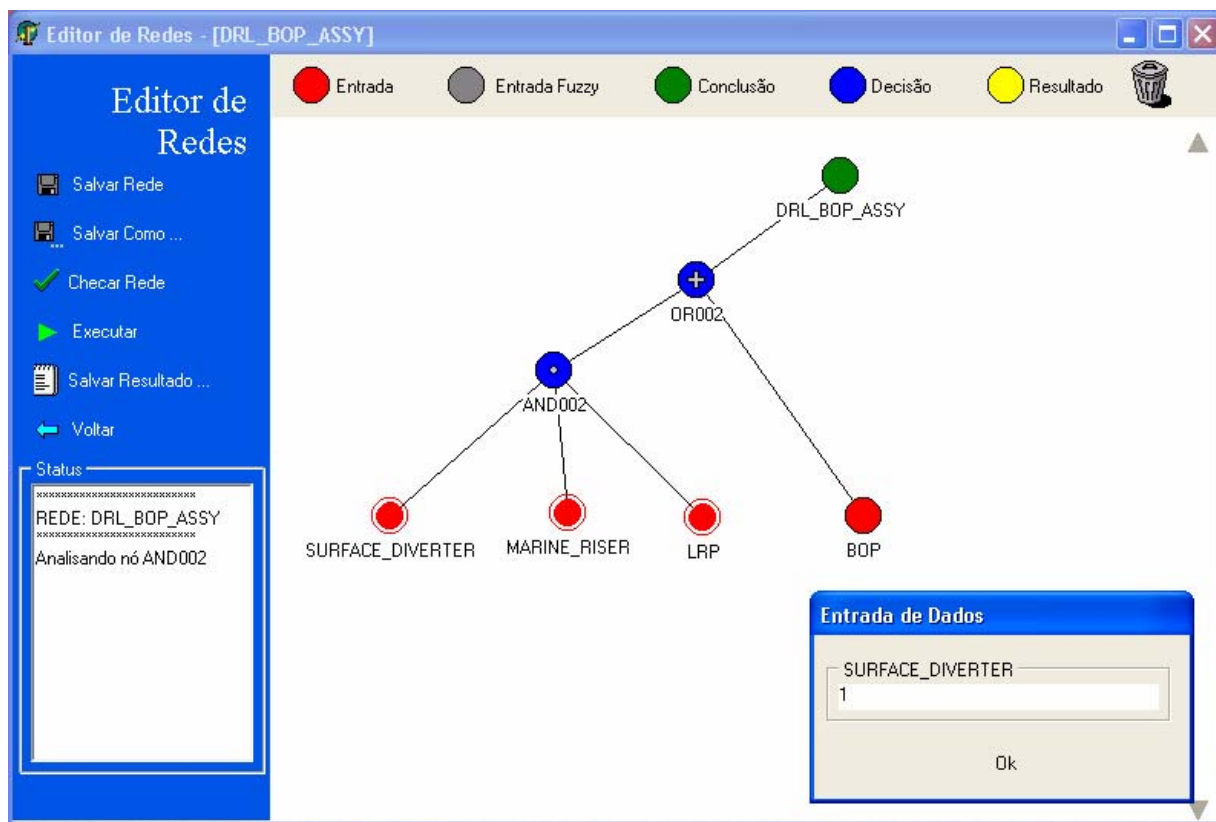 Editor de Redes - [DRL_BOP_ASSY]
Editor de
Redes
Salvar Rede
Salvar Como ...
Checar Rede
Executar
Salvar Resultado ...
Voltar
Status
**************************
REDE: DRL_BOP_ASSY
**************************
Analisando nó AND002
Entrada
Entrada Fuzzy
Conclusão
Decisão
Resultado
DRL_BOP_ASSY
OR002
AND002
SURFACE_DIVERTER
MARINE_RISER
LRP
BOP
Entrada de Dados
SURFACE_DIVERTER
1
Ok